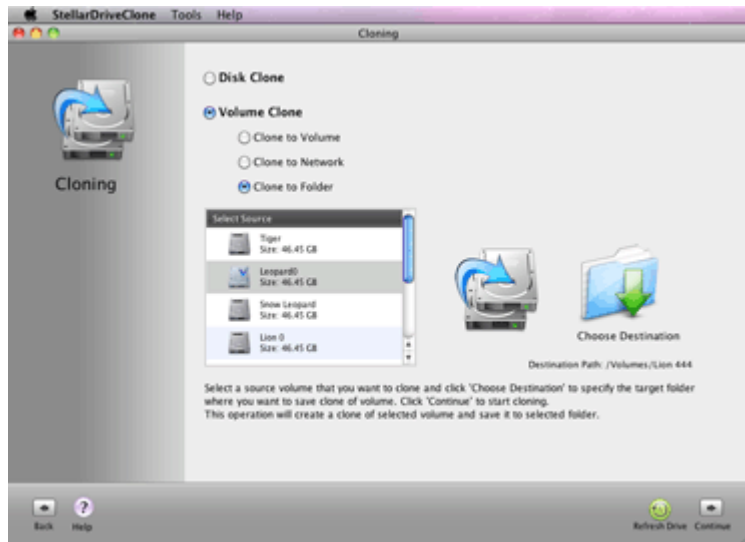 StellarDriveClone Tools Help
Cloning
Disk Clone
Volume Clone
Clone to Volume
Clone to Network
Cloning
Clone to Folder
Select Source
Tiger
Size: 46.45 GB
Leopard0
Size: 46.45 GB
Snow Leopard
Size: 46.45 GB
Lion 0
Size: 46.45 GB
Choose Destination
Destination Path: /Volumes/Lion 444
Select a source volume that you want to clone and click 'Choose Destination' to specify the target folder
where you want to save clone of volume. Click 'Continue' to start cloning.
This operation will create a clone of selected volume and save it to selected folder.
Back Help Refresh Drive Continue